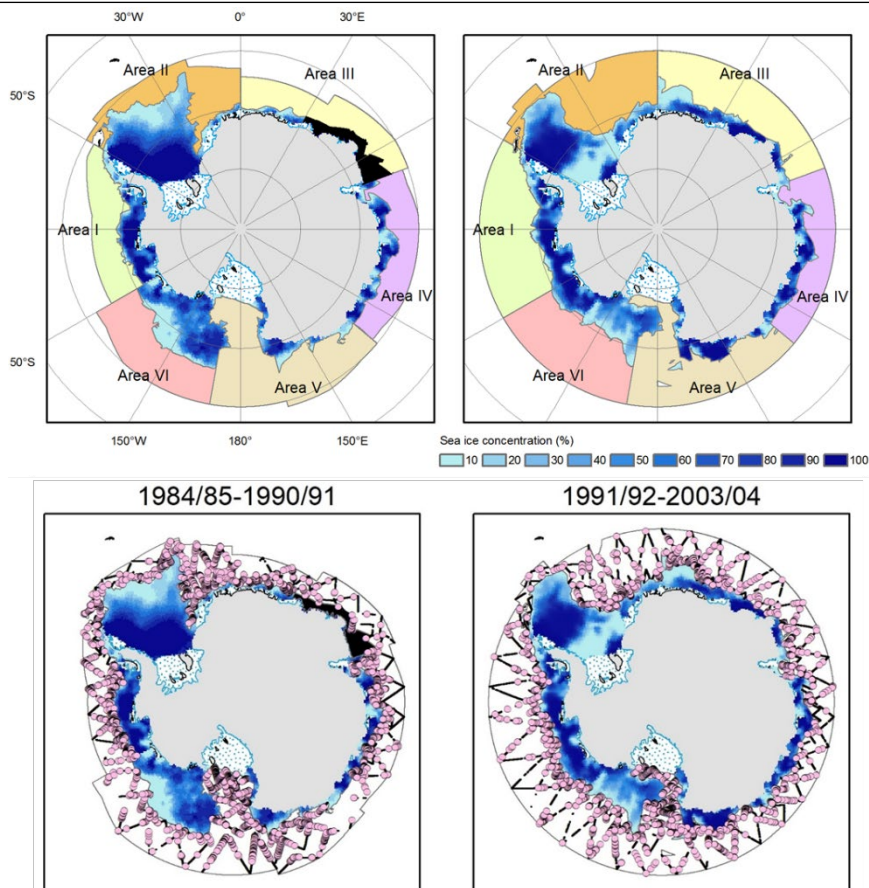 30°W 0° 30°E
Area II
Area III
Area II
Area III
50°S
Area I
Area IV
Area I
Area IV
50°S
Area VI
Area V
Area VI
Area V
150°W 180° 150°E
Sea ice concentration (%)
10 20 30 40 50 60 70 80 90 100
1984/85-1990/91 1991/92-2003/04